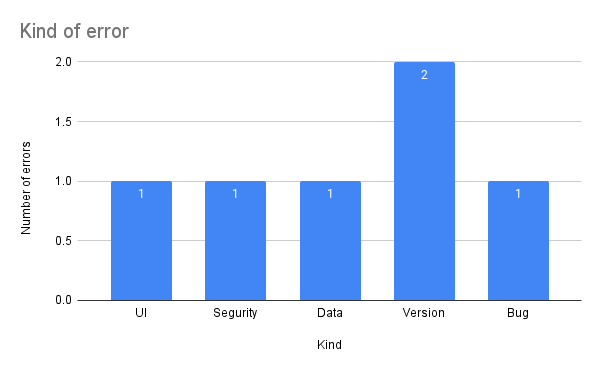 Kind of error
Number of errors
2.0
1.5
1.0
0.5
0.0
1
1
1
2
1
UI
Segurity
Data
Version
Bug
Kind